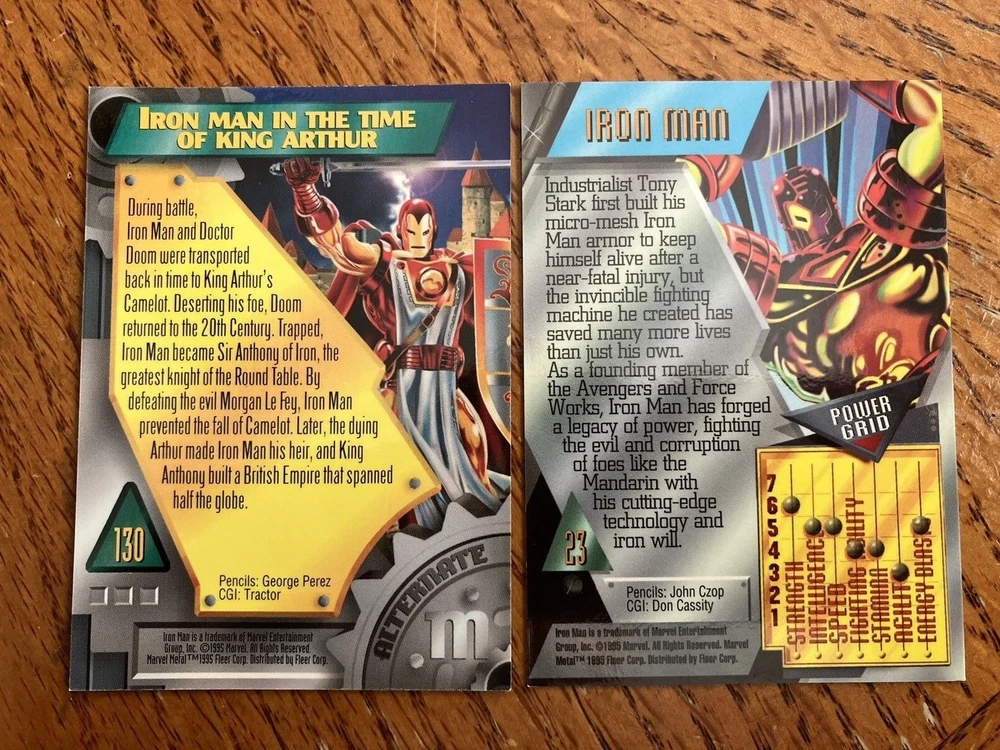 IRON MAN IN THE TIME
OF KING ARTHUR
During battle,
Iron Man and Doctor
Doom were transported
back in time to King Arthur's
Camelot. Deserting his foe, Doom
returned to the 20th Century. Trapped,
Iron Man became Sir Anthony of Iron, the
greatest knight of the Round Table. By
defeating the evil Morgan Le Fey, Iron Man
prevented the fall of Camelot. Later, the dying
Arthur made Iron Man his heir, and King
Anthony built a British Empire that spanned
half the globe.
130
Pencils: George Perez
CGI: Tractor
ALTERNATE
Iron Man is a trademark of Marvel Entertainment
Group, Inc. ©1995 Marvel. All Rights Reserved.
Marvel Metal™1995 Fleer Corp. Distributed by Fleer Corp.
IRON MAN
Industrialist Tony
Stark first built his
micro-mesh Iron
Man armor to keep
himself alive after a
near-fatal injury, but
the invincible fighting
machine he created has
saved many more lives
than just his own.
As a founding member of
the Avengers and Force
Works, Iron Man has forged
a legacy of power, fighting
the evil and corruption
of foes like the
Mandarin with
his cutting-edge
technology and
iron will.
23
Pencils: John Czop
CGI: Don Cassity
Iron Man is a trademark of Marvel Entertainment
Group, Inc. ©1995 Marvel. All Rights Reserved. Marvel
Metal™ 1995 Fleer Corp. Distributed by Fleer Corp.
POWER
GRID
7
6
5
4
3
2
1
STRENGTH
INTELLIGENCE
SPEED
FIGHTING ABILITY
STAMINA
AGILITY
ENERGY BLAST